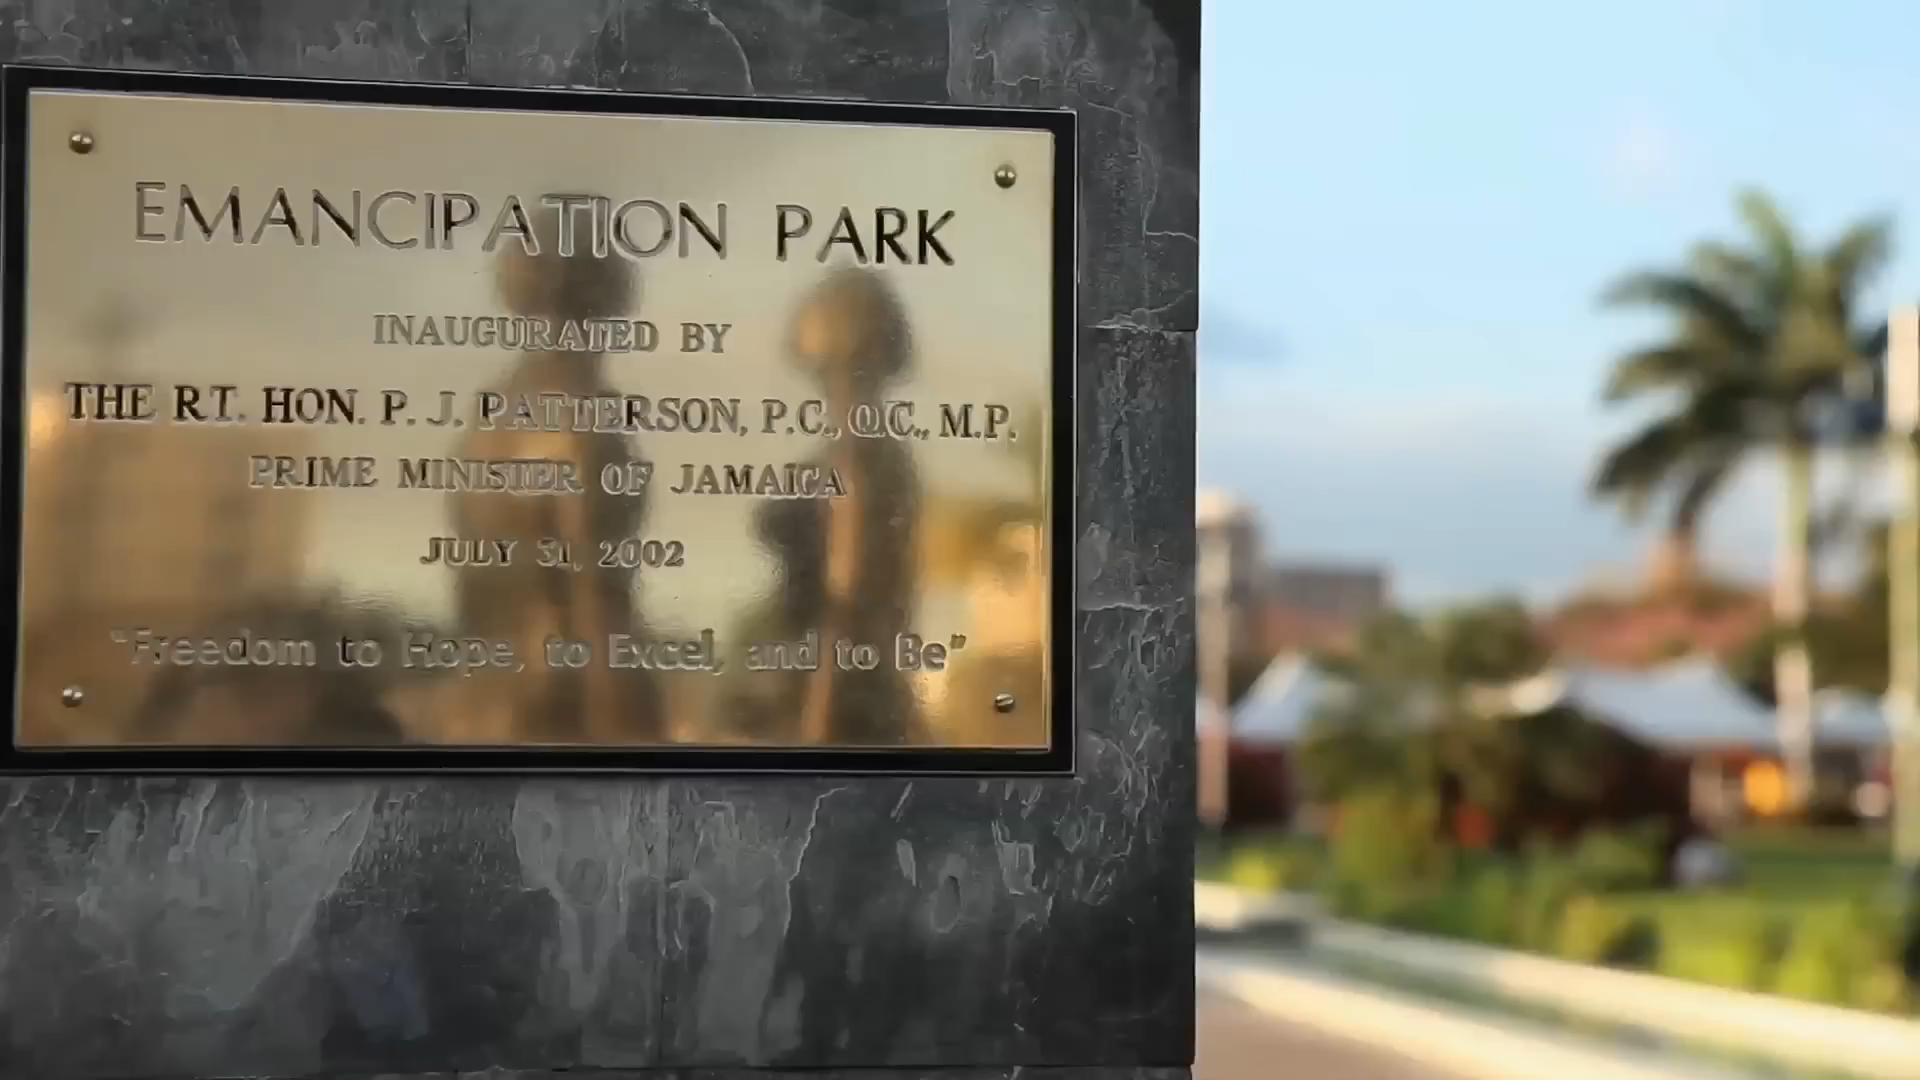 EMANCIPATION PARK
INAUGURATED BY
THE RT. HON. P. J. PATTERSON, P.C., Q.C., M.P.
PRIME MINISTER OF JAMAICA
JULY 31, 2002
"Freedom to Hope, to Excel, and to Be"